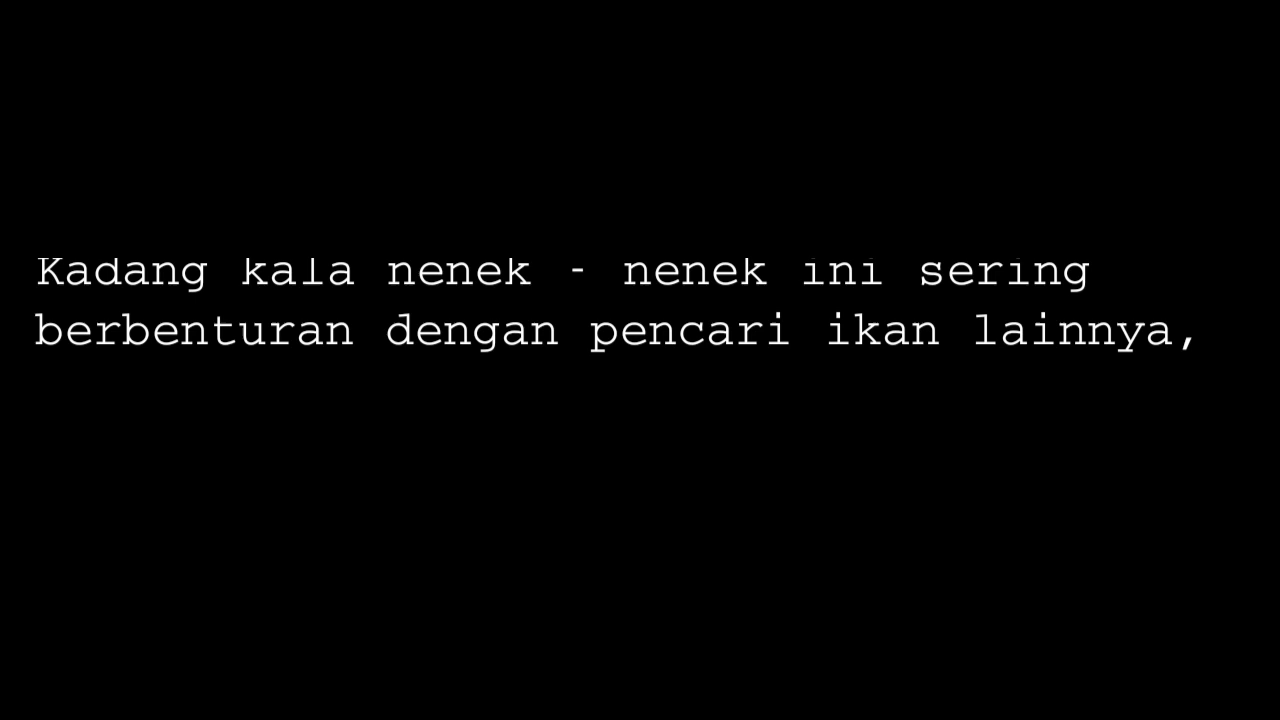 Kadang kala nenek - nenek ini sering
berbenturan dengan pencari ikan lainnya,